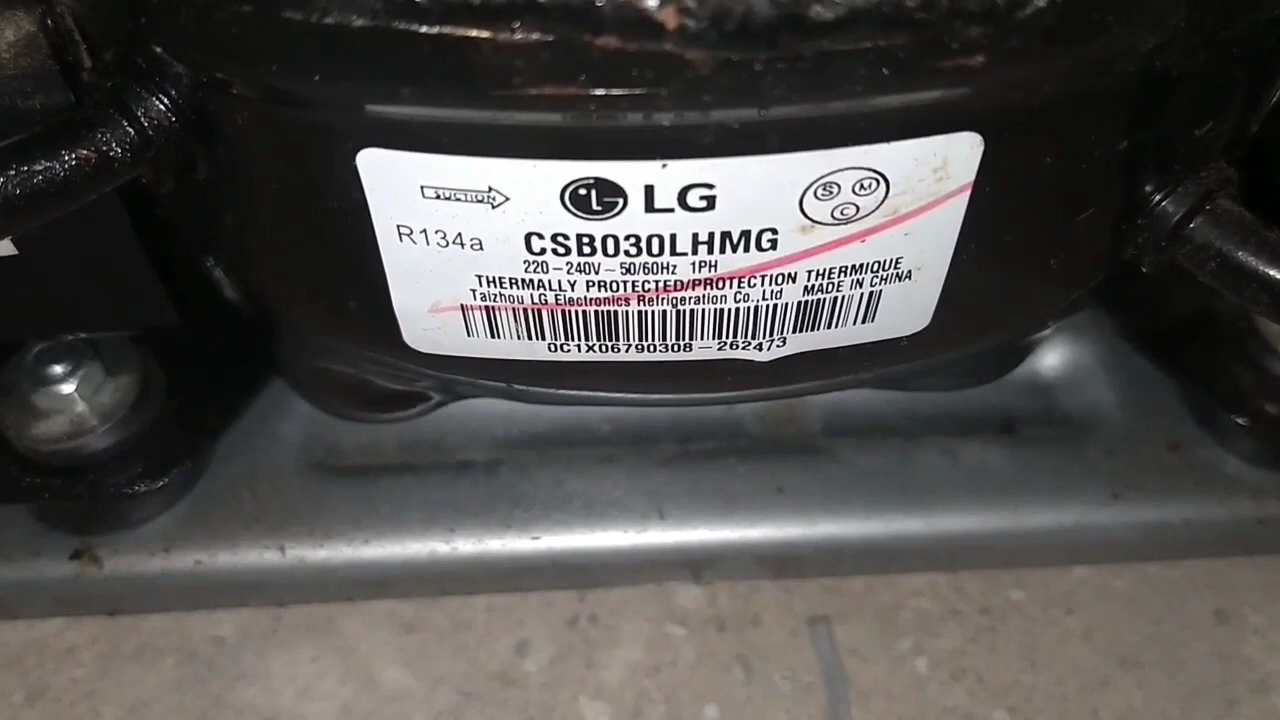 SUCTION
LG
S M C
R134a
CSB030LHMG
220-240V~50/60Hz 1PH
THERMALLY PROTECTED/PROTECTION THERMIQUE
Taizhou LG Electronics Refrigeration Co.,Ltd MADE IN CHINA
0C1X06790308-262473